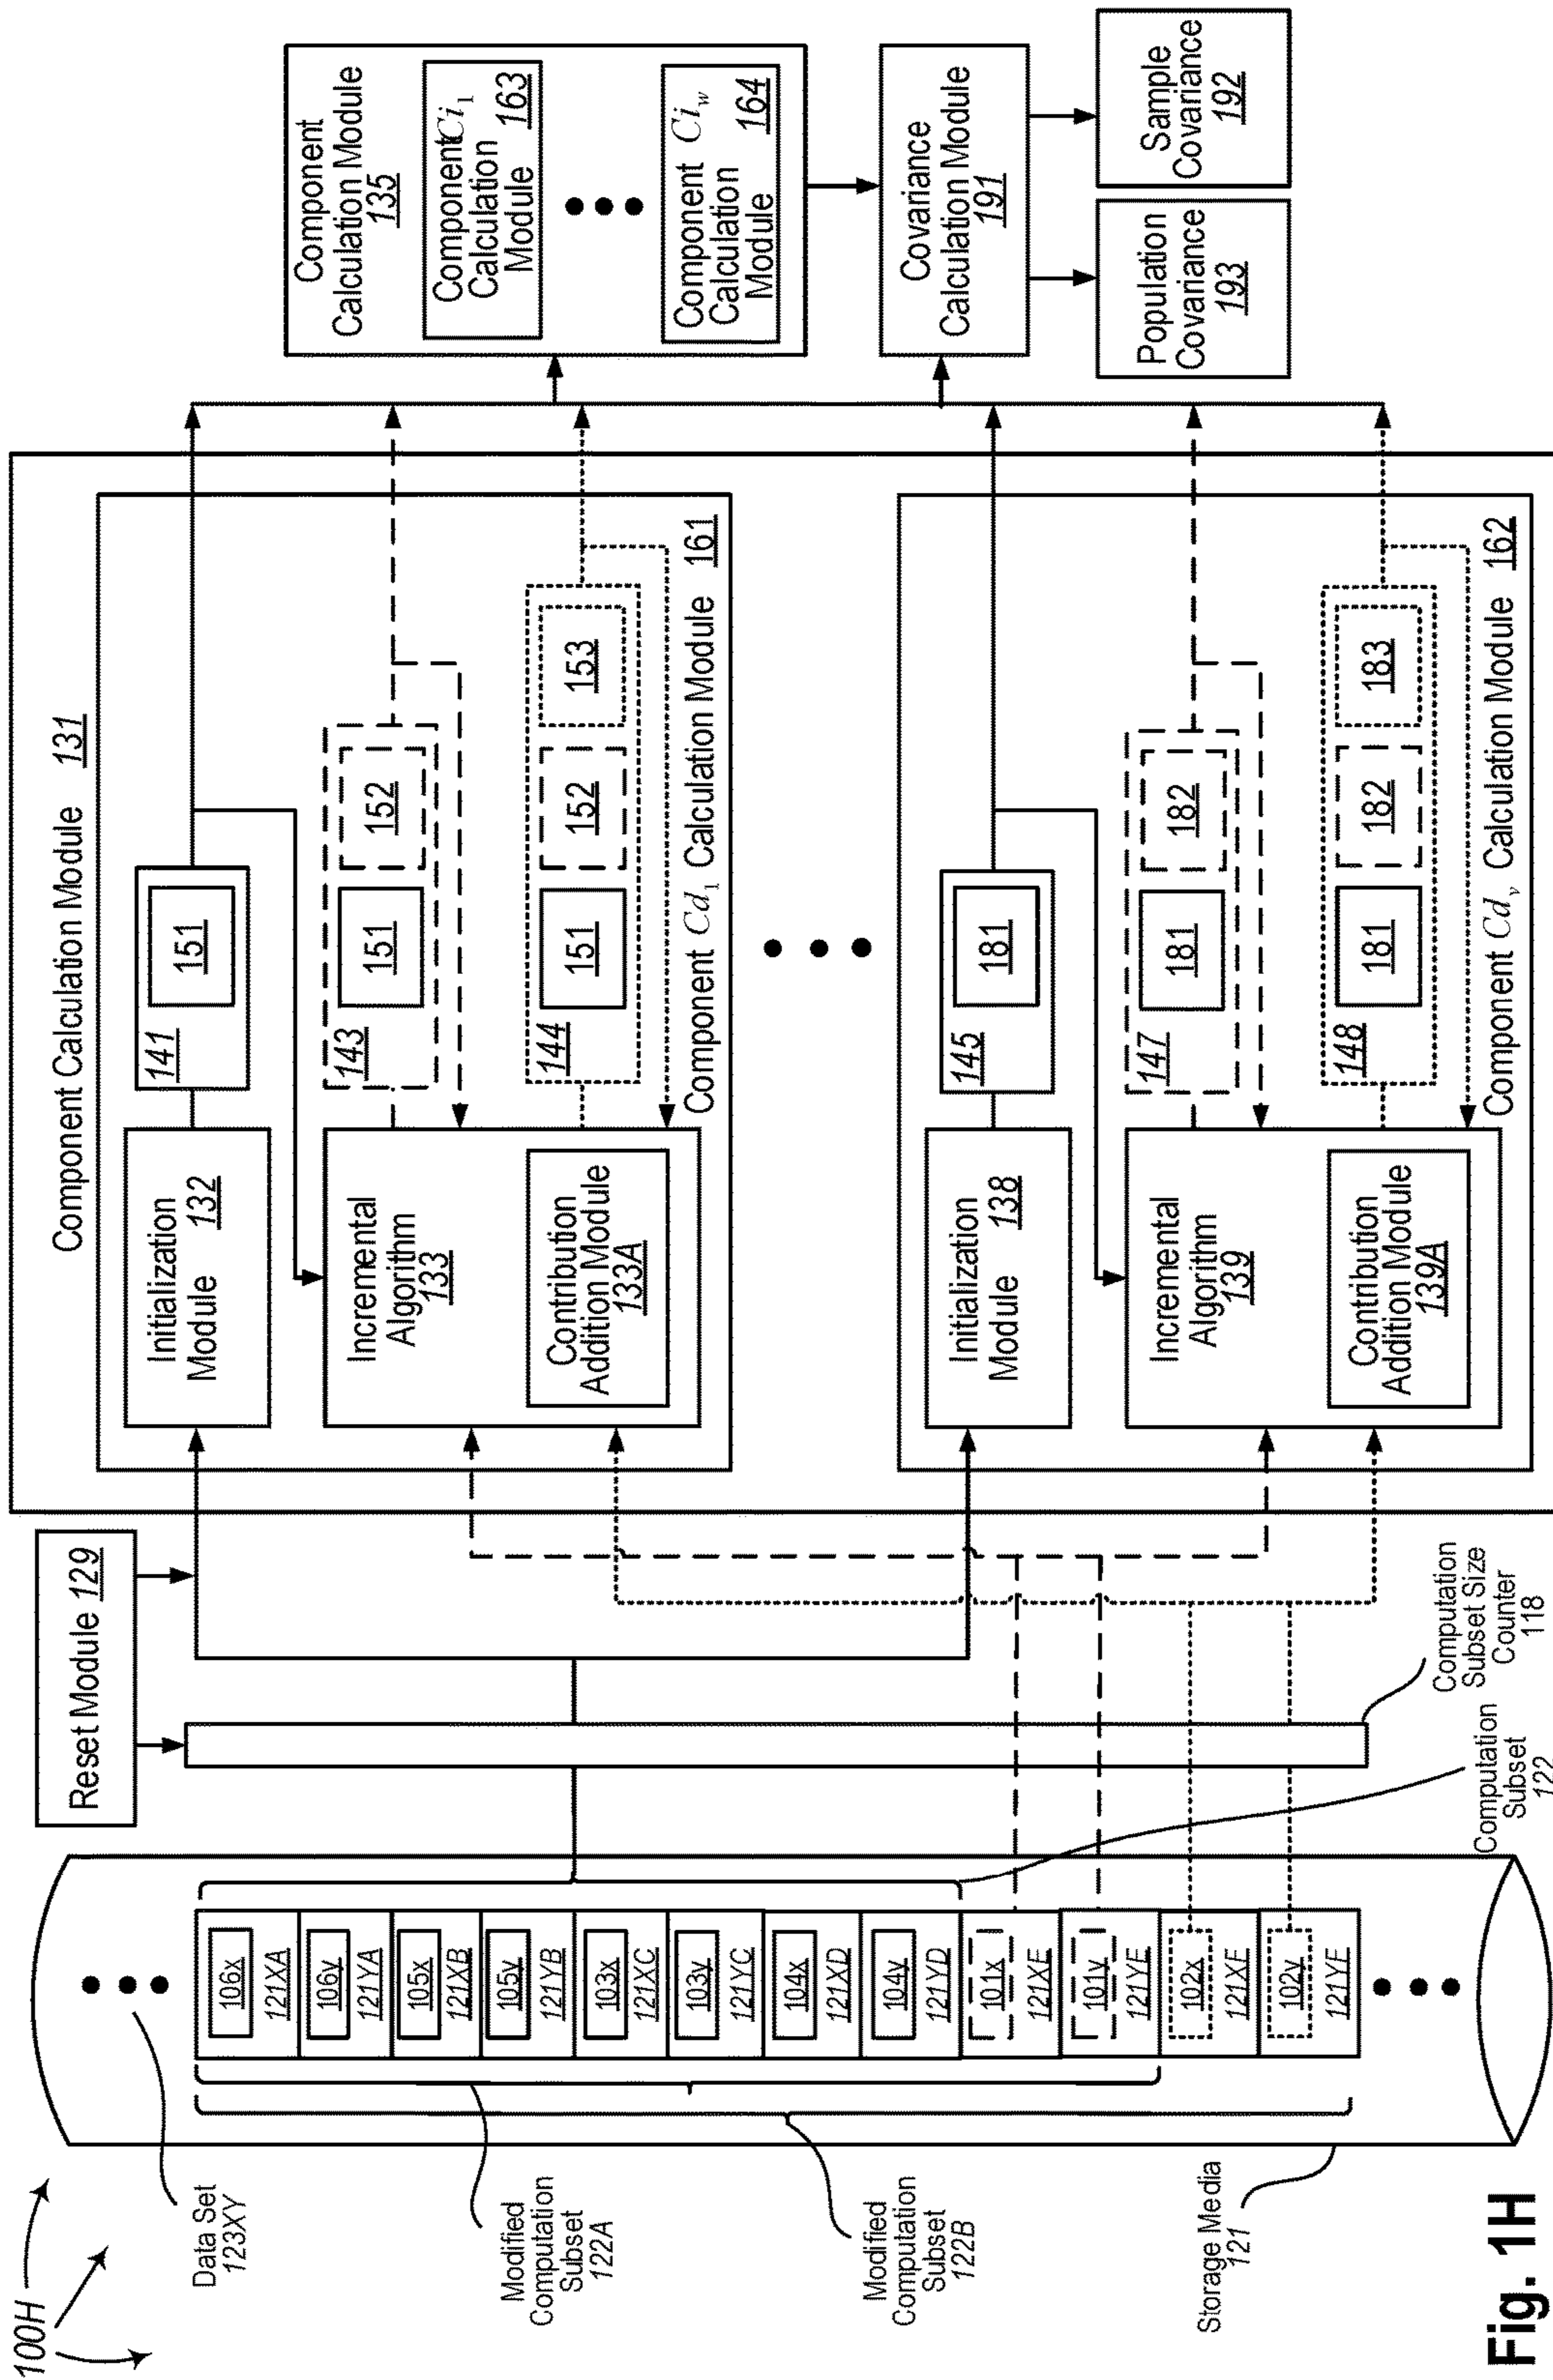 100H
Data Set
123XY
Modified
Computation
Subset
122A
Modified
Computation
Subset
122B
Storage Media
121
Fig. 1H
106x
121XA
106y
121YA
105x
121XB
105y
121YB
103x
121XC
103y
121YC
104x
121XD
104y
121YD
101x
121XE
101y
121YE
102x
121XF
102y
121YF
Computation
Subset
122
Computation
Subset Size
Counter
118
Reset Module 129
Component Calculation Module 131
Initialization
Module 132
141
151
Incremental
Algorithm
133
Contribution
Addition Module
133A
143
151
152
144
151
152
153
Component Cd1 Calculation Module 161
Initialization
Module 138
145
181
Incremental
Algorithm
139
Contribution
Addition Module
139A
147
181
182
148
181
182
183
Component Cdv Calculation Module 162
Component
Calculation Module
135
Component Ci1
Calculation
Module 163
Component Ciw
Calculation
Module 164
Covariance
Calculation Module
191
Population
Covariance
193
Sample
Covariance
192